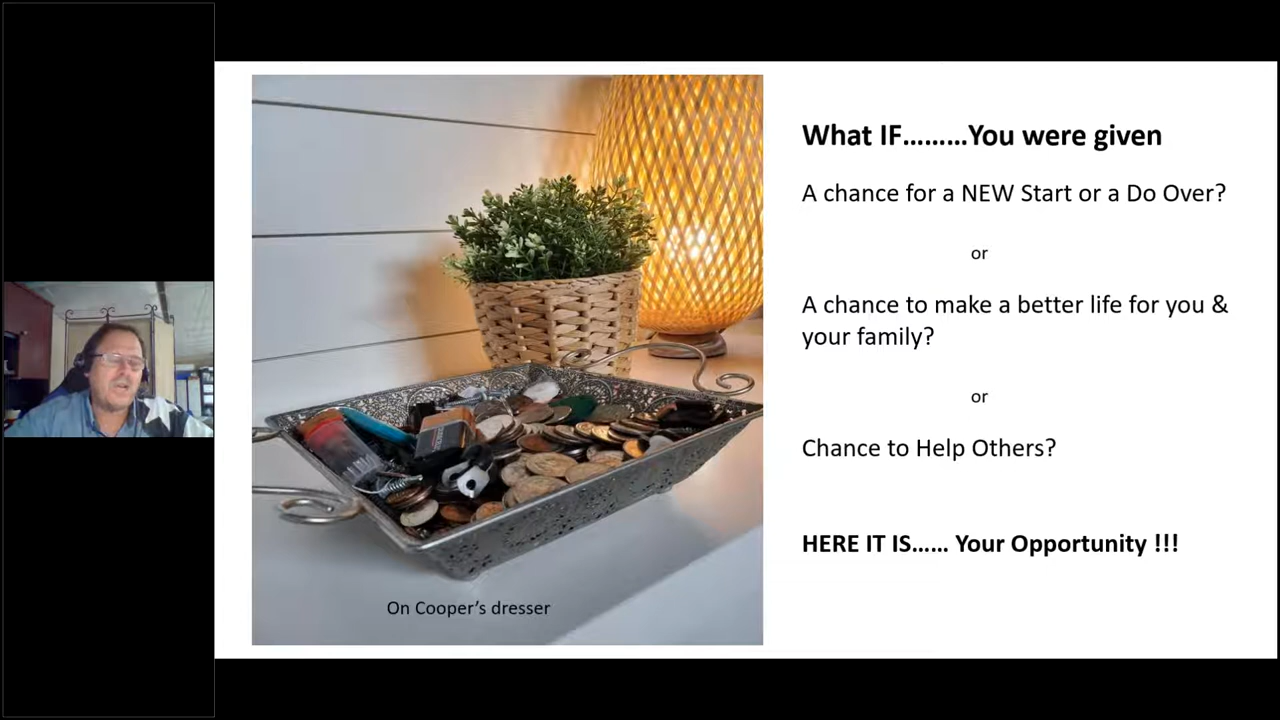 What IF.........You were given
A chance for a NEW Start or a Do Over?
or
A chance to make a better life for you &
your family?
or
Chance to Help Others?
HERE IT IS...... Your Opportunity !!!
On Cooper's dresser